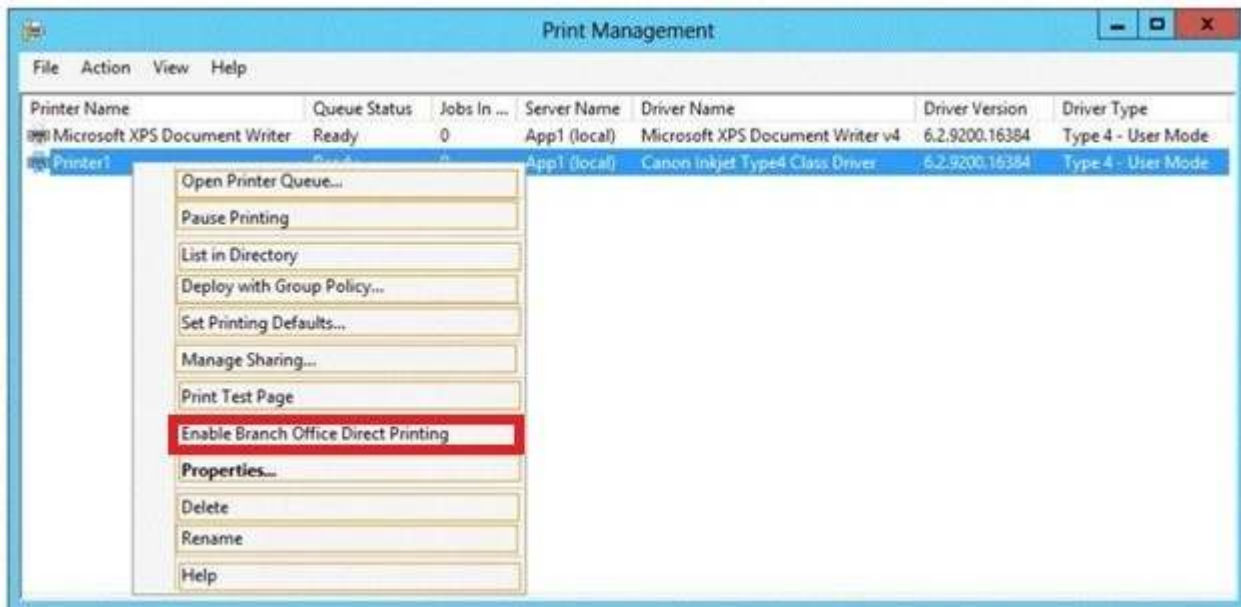 Print Management
File Action View Help
Printer Name Queue Status Jobs In ... Server Name Driver Name Driver Version Driver Type
Microsoft XPS Document Writer Ready 0 App1 (local) Microsoft XPS Document Writer v4 6.2.9200.16384 Type 4 - User Mode
Printer1 Ready 0 App1 (local) Canon Inkjet Type4 Class Driver 6.2.9200.16384 Type 4 - User Mode
Open Printer Queue...
Pause Printing
List in Directory
Deploy with Group Policy...
Set Printing Defaults...
Manage Sharing...
Print Test Page
Enable Branch Office Direct Printing
Properties...
Delete
Rename
Help